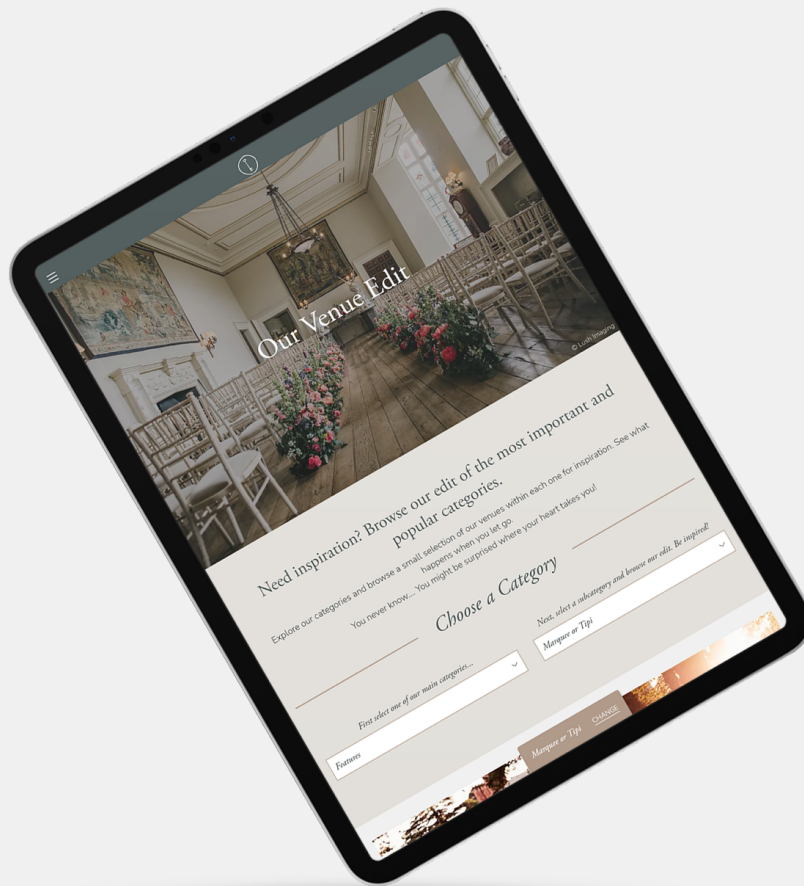 Our Venue Edit
© Lush Imaging
Need inspiration? Browse our edit of the most important and
popular categories.
Explore our categories and browse a small selection of our venues within each one for inspiration. See what
happens when you let go.
You never know... You might be surprised where your heart takes you!
Choose a Category
First select one of our main categories...
Features
Next, select a subcategory and browse our edit. Be inspired!
Marquee or Tipi
Marquee or Tipi
CHANGE